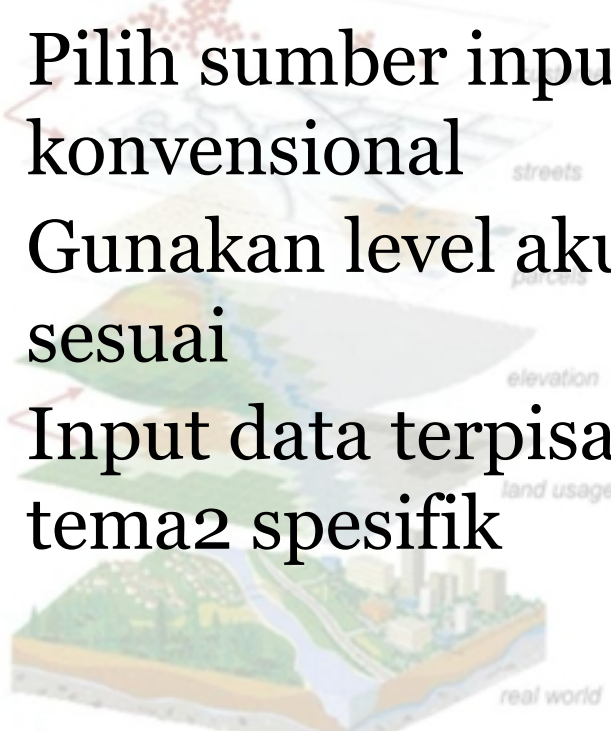 Pilih sumber inpu
konvensional
streets
Gunakan level aku
parcels
sesuai
elevation
Input data terpisa
land usage
tema2 spesifik
real world